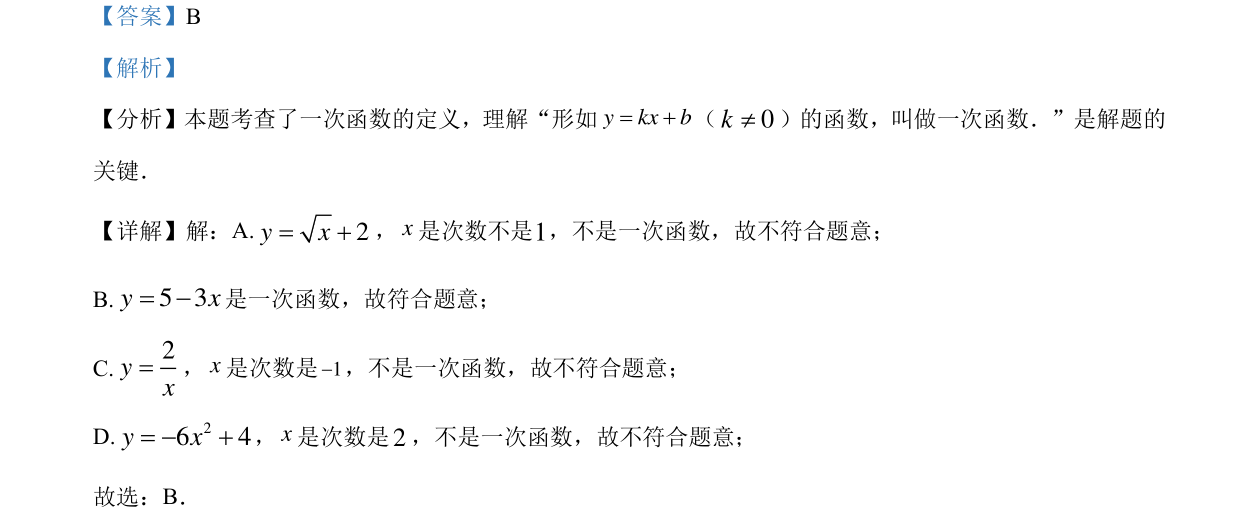 【答案】B
【解析】
【分析】本题考查了一次函数的定义，理解“形如 y=kx+b（k≠0）的函数，叫做一次函数．”是解题的
关键．
【详解】解：A. y=√x+2，x 是次数不是1，不是一次函数，故不符合题意；
B. y=5−3x 是一次函数，故符合题意；
C. y=2/x，x 是次数是−1，不是一次函数，故不符合题意；
D. y=−6x²+4，x 是次数是2，不是一次函数，故不符合题意；
故选：B．